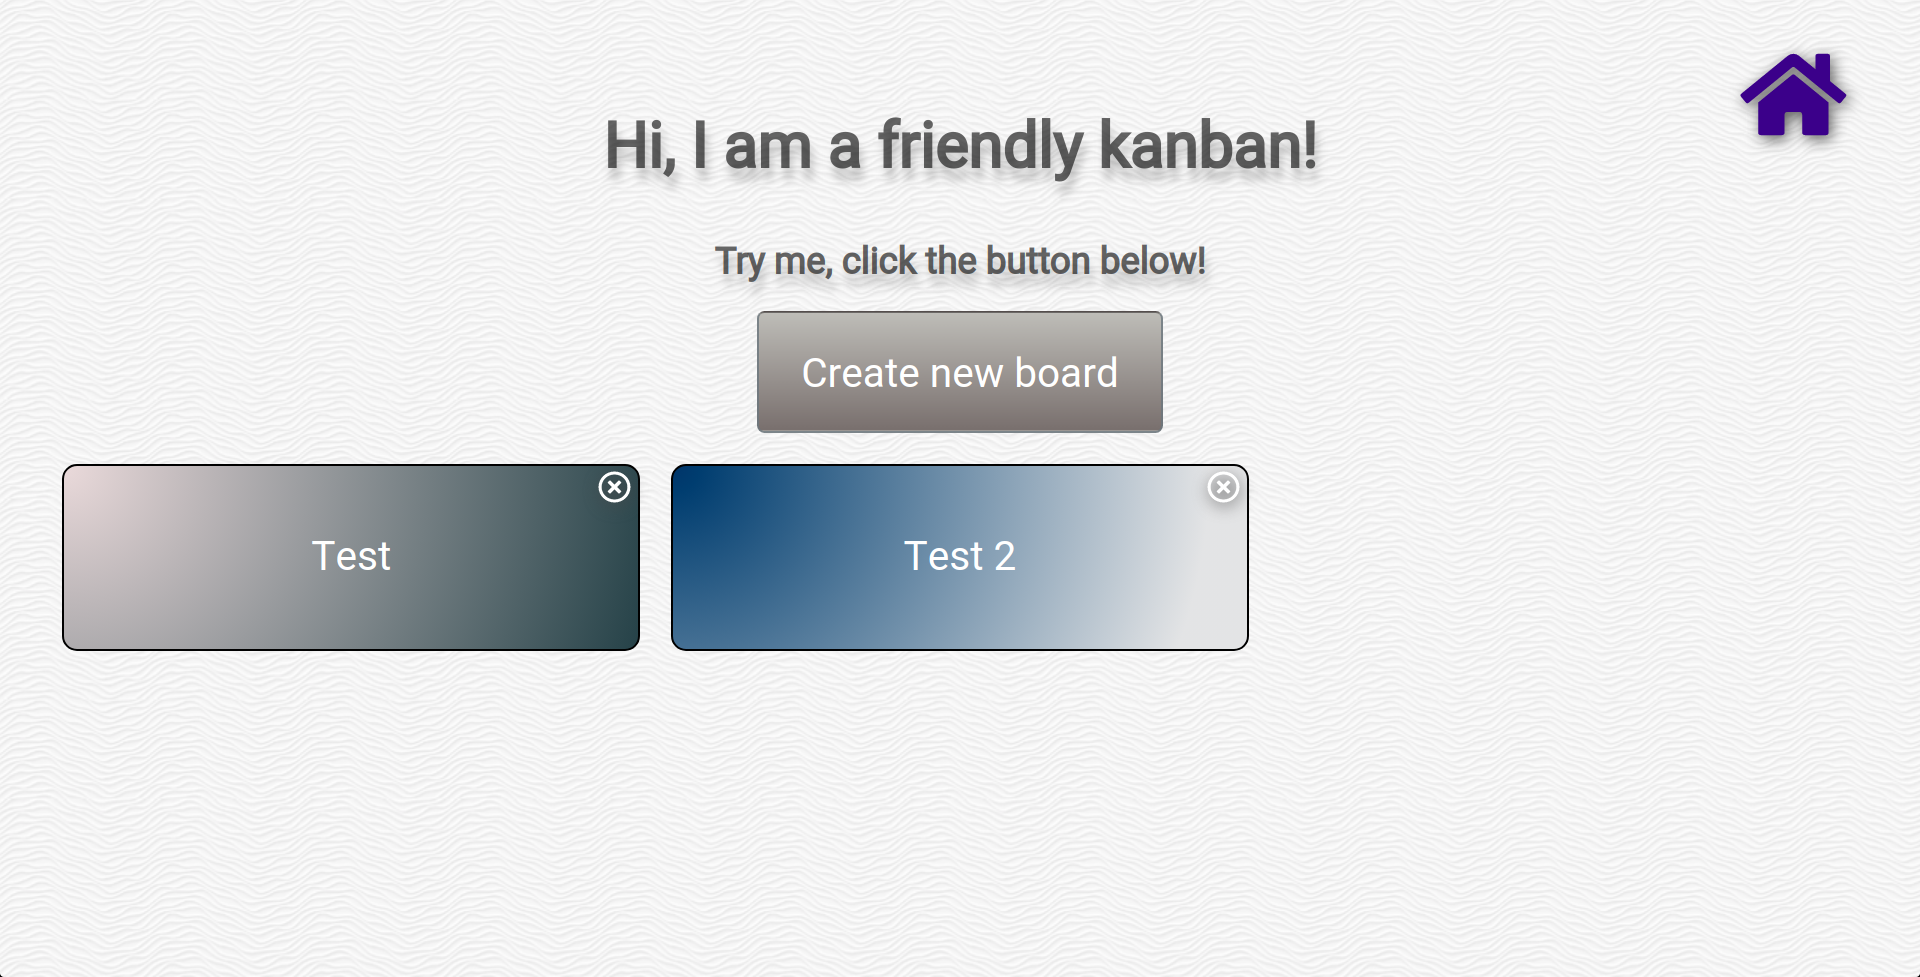 Hi, I am a friendly kanban!
Try me, click the button below!
Create new board
Test
Test 2